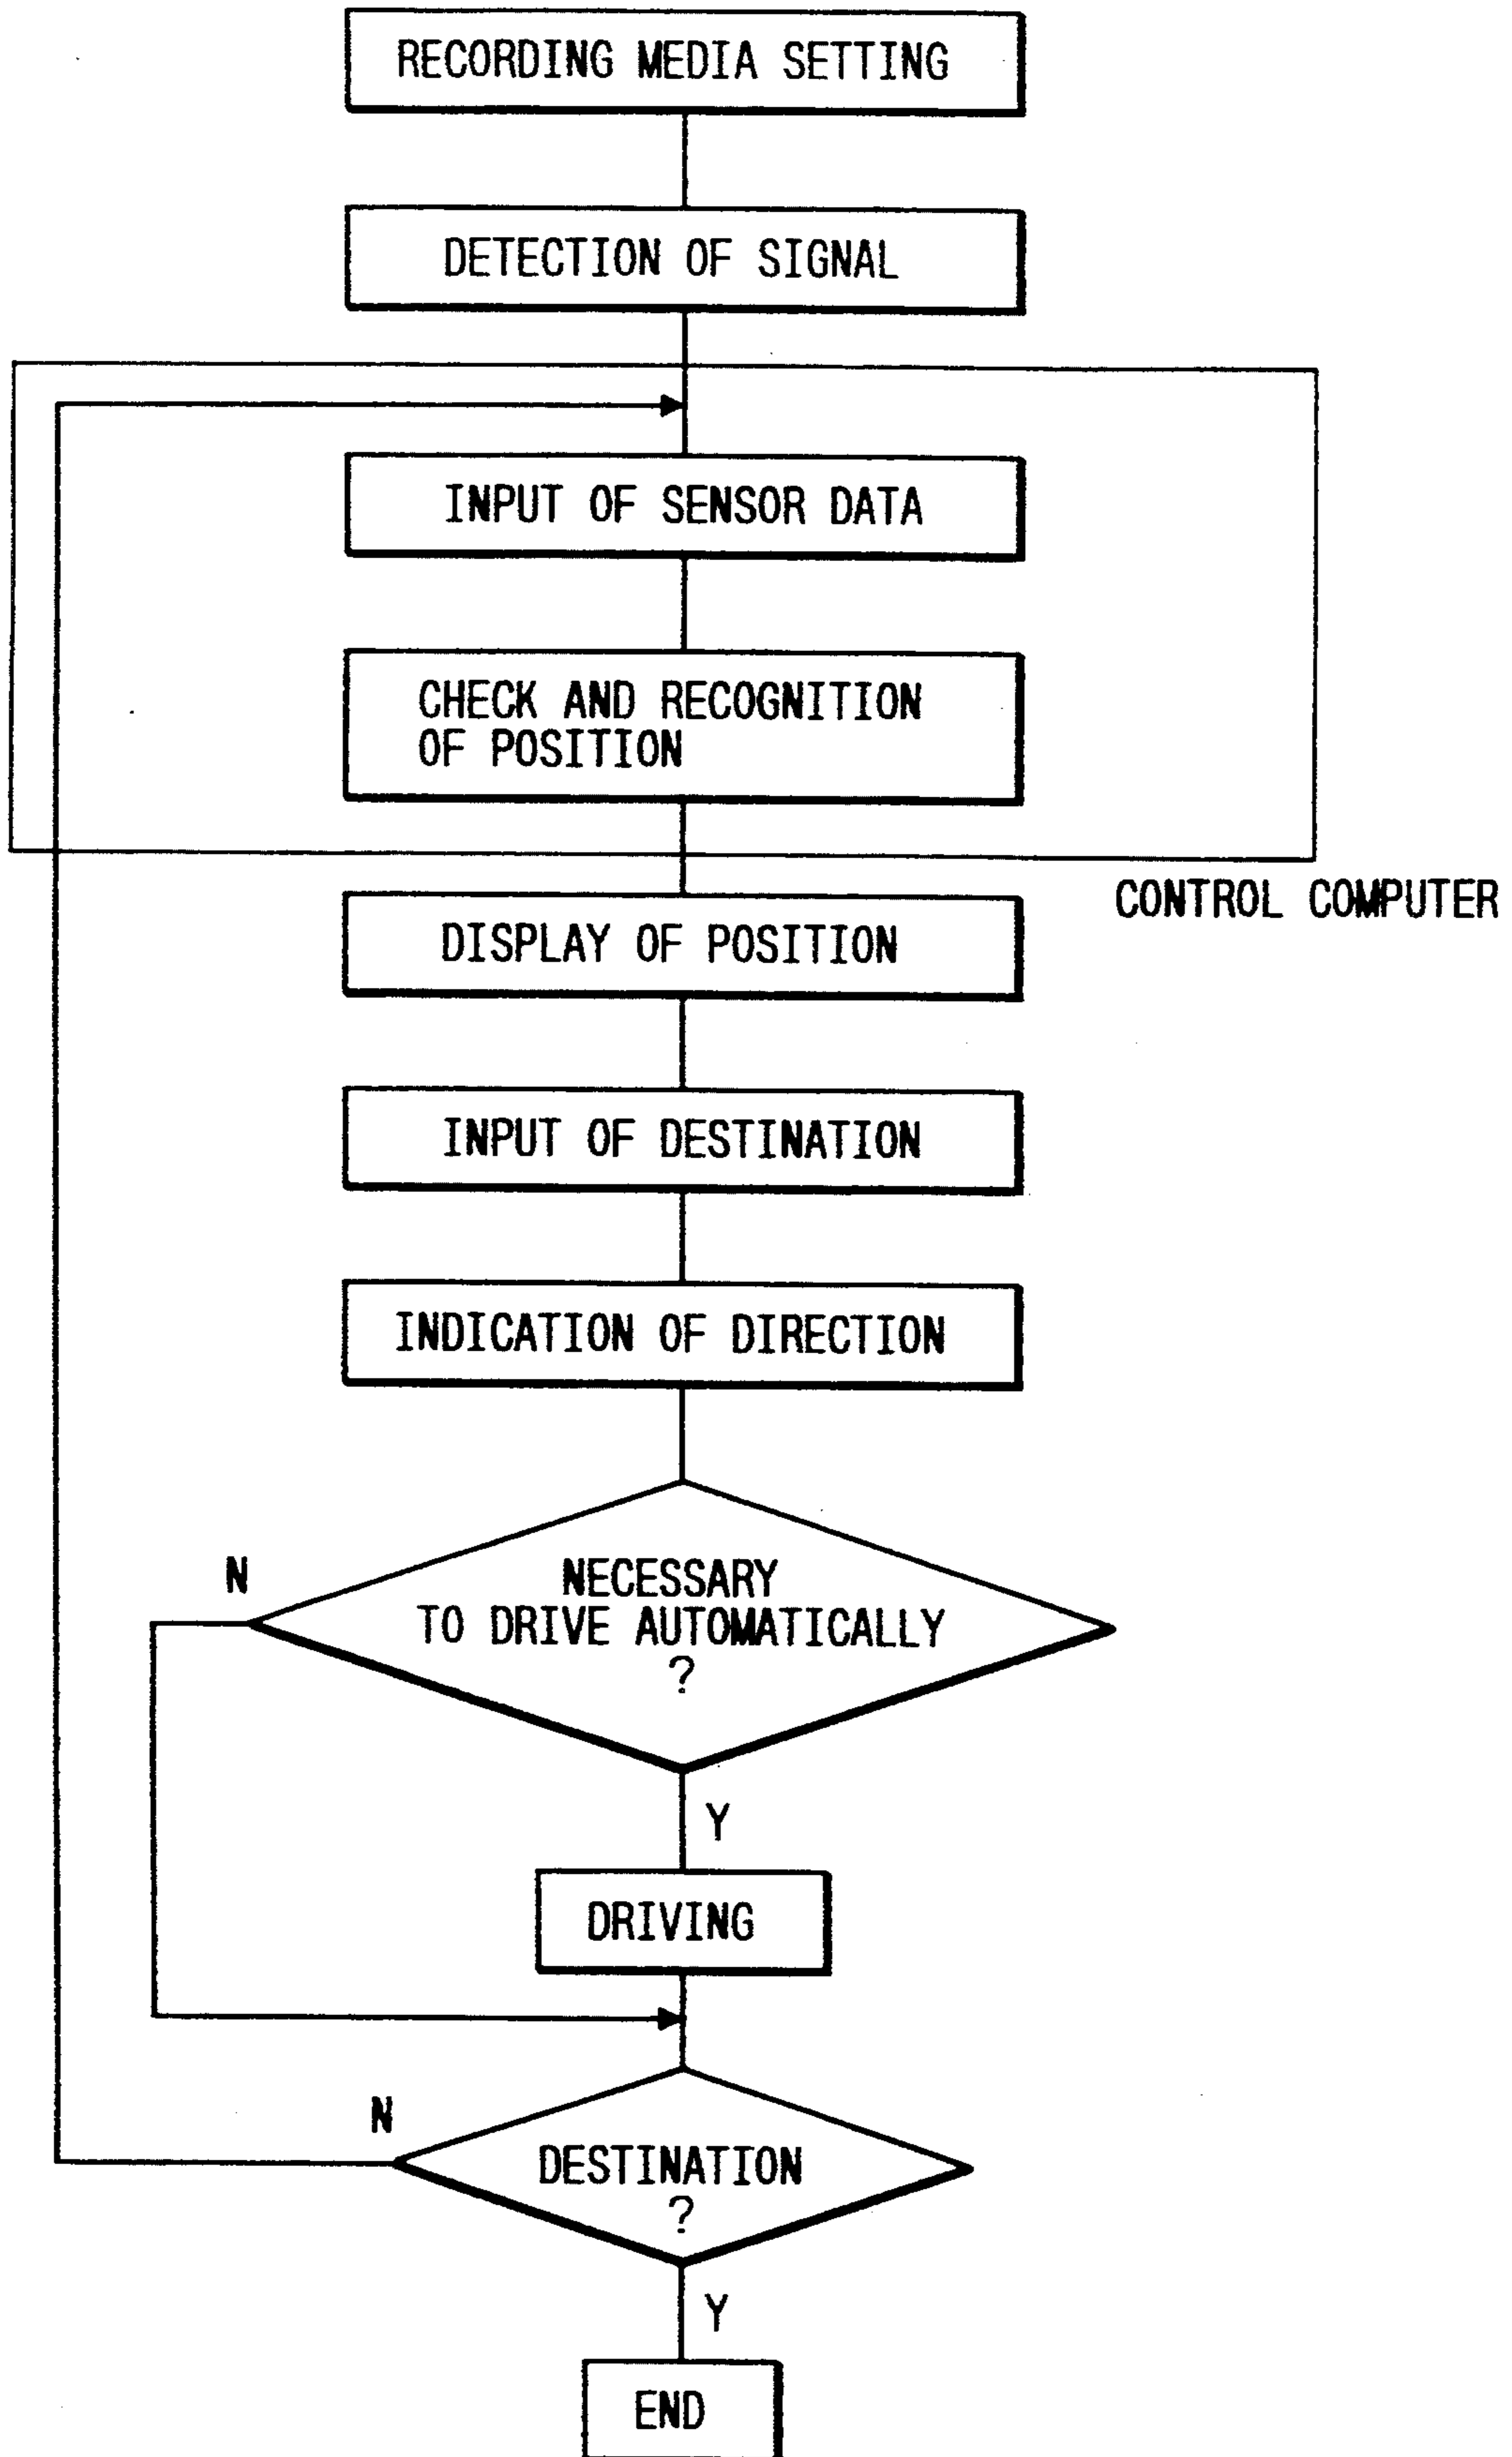 RECORDING MEDIA SETTING
DETECTION OF SIGNAL
INPUT OF SENSOR DATA
CHECK AND RECOGNITION
OF POSITION
CONTROL COMPUTER
DISPLAY OF POSITION
INPUT OF DESTINATION
INDICATION OF DIRECTION
N
NECESSARY
TO DRIVE AUTOMATICALLY
?
Y
DRIVING
N
DESTINATION
?
Y
END